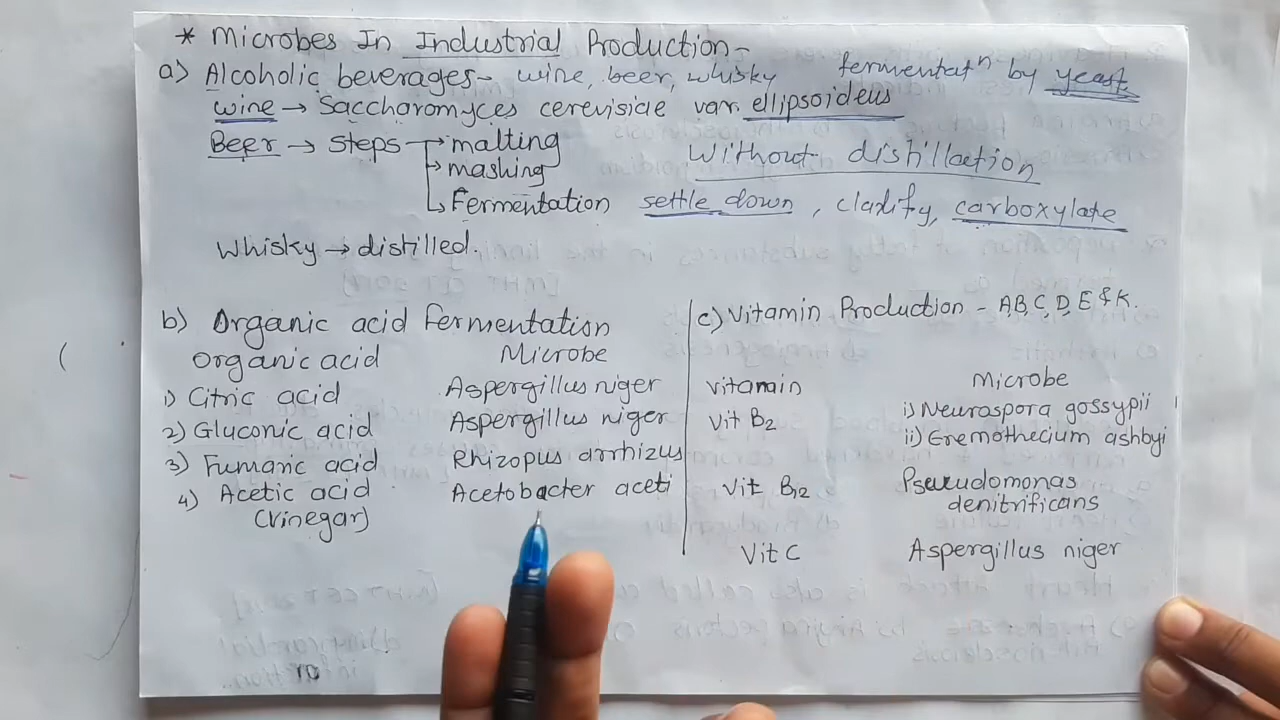 * Microbes In Industrial Production-
a) Alcoholic beverages- wine, beer, whisky fermentatⁿ by yeast
wine → Saccharomyces cerevisiae var. ellipsoideus
Beer → Steps → malting
→ mashing
→ Fermentation
Without distillation
settle down, clarify, carboxylate
Whisky → distilled.
b) Organic acid fermentation
Organic acid Microbe
1) Citric acid Aspergillus niger
2) Gluconic acid Aspergillus niger
3) Fumaric acid Rhizopus arrhizus
4) Acetic acid Acetobacter aceti
(Vinegar)
c) Vitamin Production - A,B,C, D, E & K.
vitamin Microbe
Vit B₂ i) Neurospora gossypii
ii) Eremothecium ashbyi
Vit B₁₂ Pseudomonas
denitrificans
Vit C Aspergillus niger